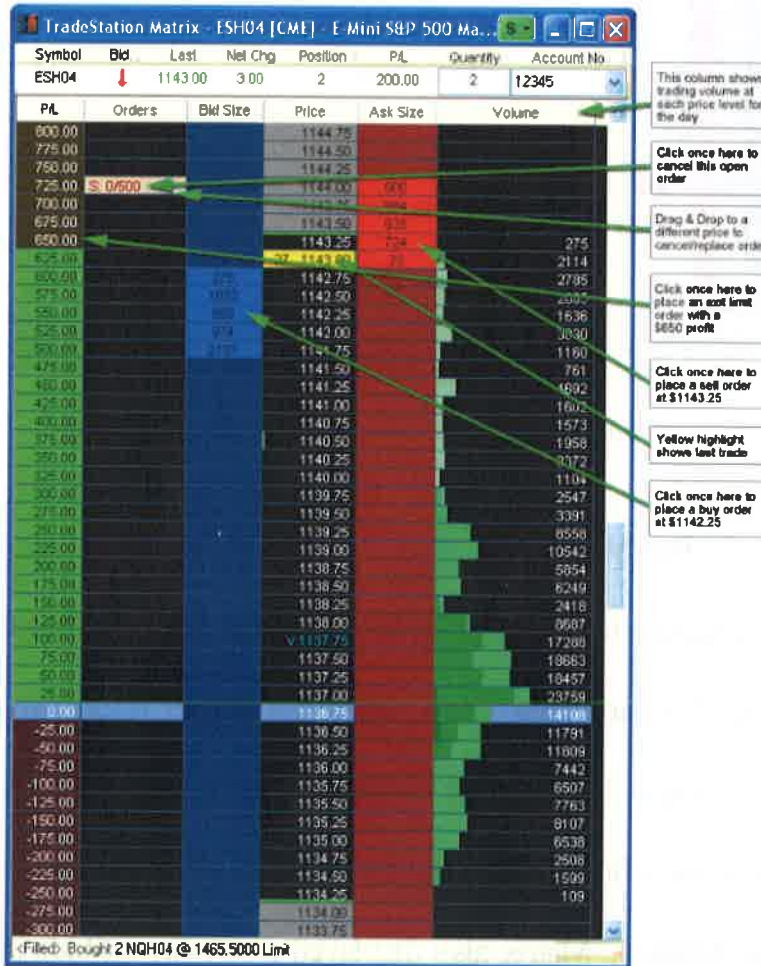 TradeStation Matrix - ESH04 [CME] - E-Mini S&P 500 Ma...
Symbol Bid Last Net Chg Position P/L Quantity Account No
ESH04 1143.00 3.00 2 200.00 2 12345
P/L Orders Bid Size Price Ask Size Volume
800.00 1144.75
775.00 1144.50
750.00 1144.25
725.00 S: 0/500 1144.00
700.00
675.00 1143.50
650.00 1143.25 275
625.00 1143.00 2114
600.00 1142.75 2785
575.00 1142.50
550.00 1142.25 1636
525.00 1142.00 3830
500.00 1141.75 1160
475.00 1141.50 761
450.00 1141.25 4892
425.00 1141.00 1602
400.00 1140.75 1573
375.00 1140.50 1958
350.00 1140.25
325.00 1140.00 1104
300.00 1139.75 2547
275.00 1139.50 3391
250.00 1139.25 8558
225.00 1139.00 10542
200.00 1138.75 5854
175.00 1138.50 6249
150.00 1138.25 2418
125.00 1138.00 8687
100.00 V 1137.75 17288
75.00 1137.50 18663
50.00 1137.25 18457
25.00 1137.00 23759
0.00 1136.75 14108
-25.00 1136.50 11791
-50.00 1136.25 11809
-75.00 1136.00 7442
-100.00 1135.75 6507
-125.00 1135.50 7763
-150.00 1135.25 8107
-175.00 1135.00 6538
-200.00 1134.75 2508
-225.00 1134.50 1599
-250.00 1134.25 109
-275.00 1134.00
-300.00 1133.75
<Filled> Bought 2 NQH04 @ 1465.5000 Limit
This column shows
trading volume at
each price level for
the day
Click once here to
cancel this open
order
Drag & Drop to a
different price to
cancel/replace order
Click once here to
place an exit limit
order with a
$650 profit
Click once here to
place a sell order
at $1143.25
Yellow highlight
shows last trade
Click once here to
place a buy order
at $1142.25